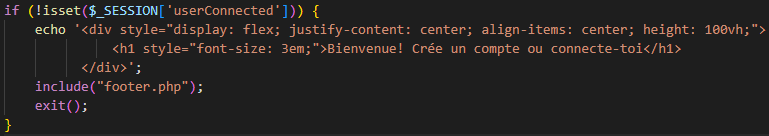 if (!isset($_SESSION['userConnected'])) {
    echo '<div style="display: flex; justify-content: center; align-items: center; height: 100vh;">
            <h1 style="font-size: 3em;">Bienvenue! Crée un compte ou connecte-toi</h1>
        </div>';
    include("footer.php");
    exit();
}